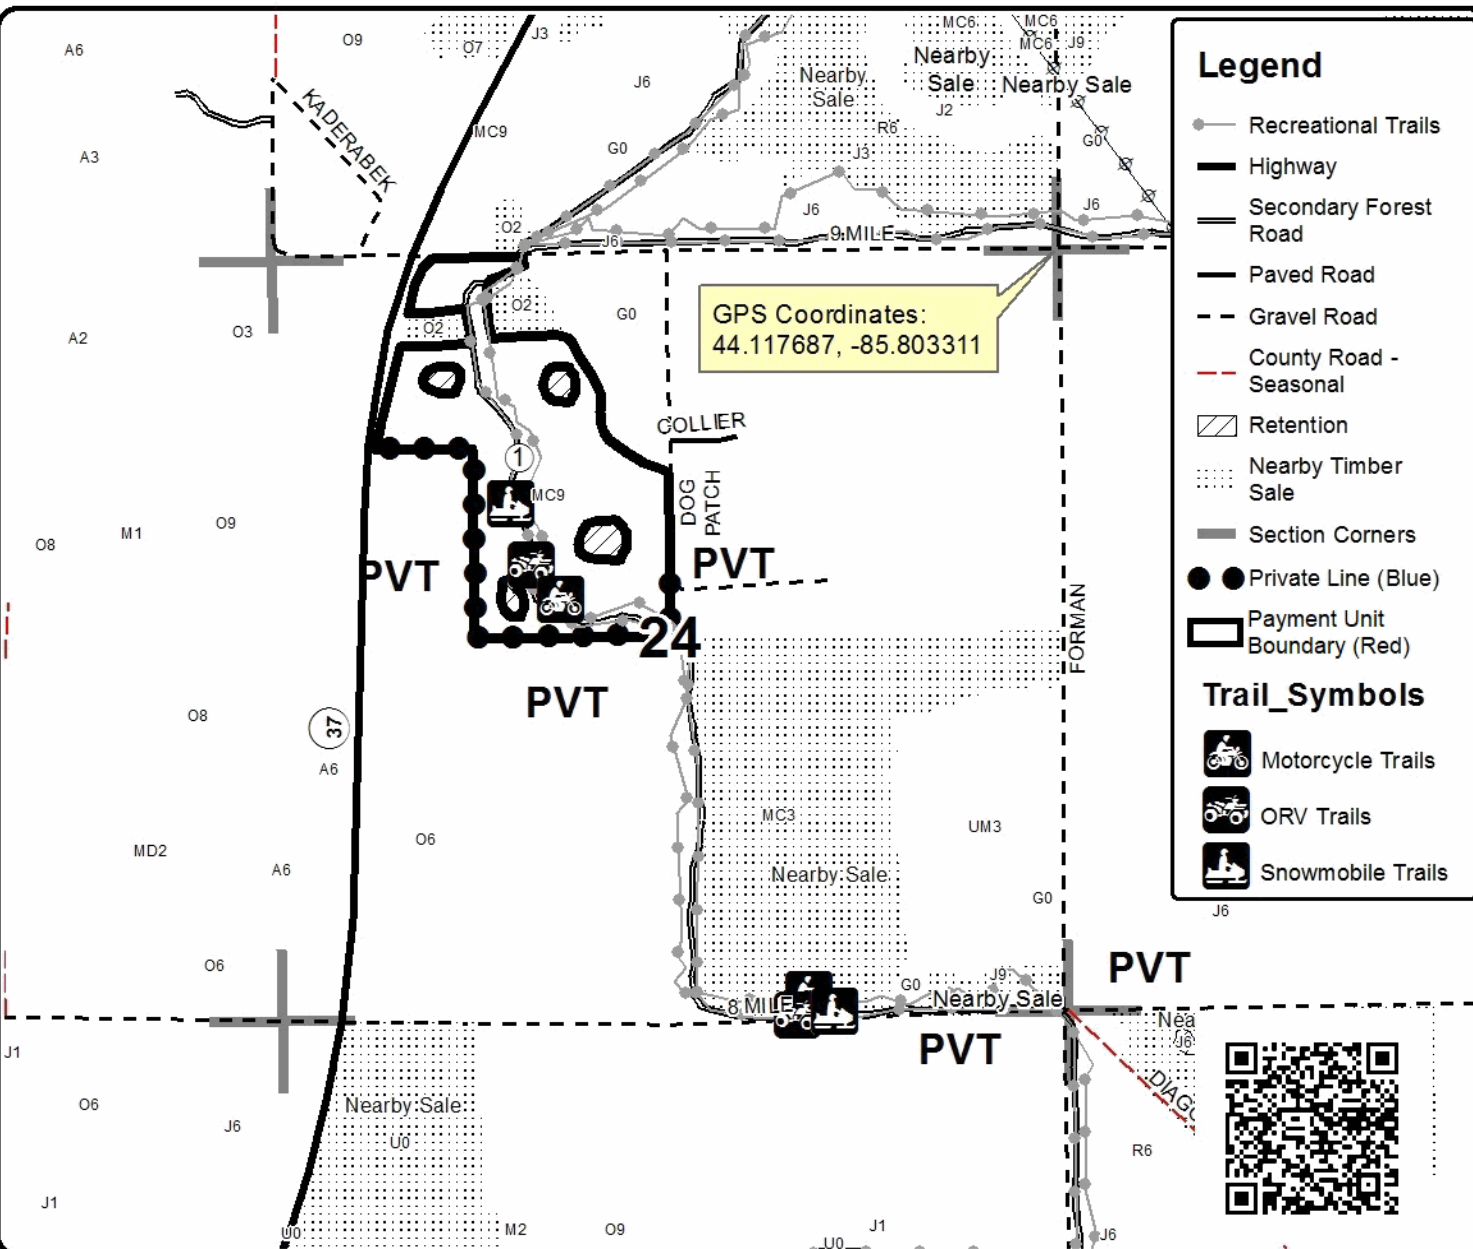 A6
O9
O7
J3
MC6
MC6
MC6
J9
Nearby
Sale
Nearby
Sale
Nearby Sale
J6
J2
KADERABEK
MC9
R6
G0
G0
A3
J3
O2
J6
J6
J6
9 MILE
O2
O2
G0
O3
A2
GPS Coordinates:
44.117687, -85.803311
COLLIER
1
MC9
DOG
PATCH
O9
M1
O8
PVT
PVT
24
FORMAN
PVT
O8
37
A6
MC3
UM3
O6
MD2
A6
Nearby Sale
G0
J6
O6
PVT
J9
G0
8 MILE
Nearby Sale
Nea
J6
PVT
J1
DIAGO
O6
Nearby Sale
J6
U0
R6
J1
U0
M2
O9
J1
U0
J6
Legend
Recreational Trails
Highway
Secondary Forest
Road
Paved Road
Gravel Road
County Road -
Seasonal
Retention
Nearby Timber
Sale
Section Corners
Private Line (Blue)
Payment Unit
Boundary (Red)
Trail_Symbols
Motorcycle Trails
ORV Trails
Snowmobile Trails